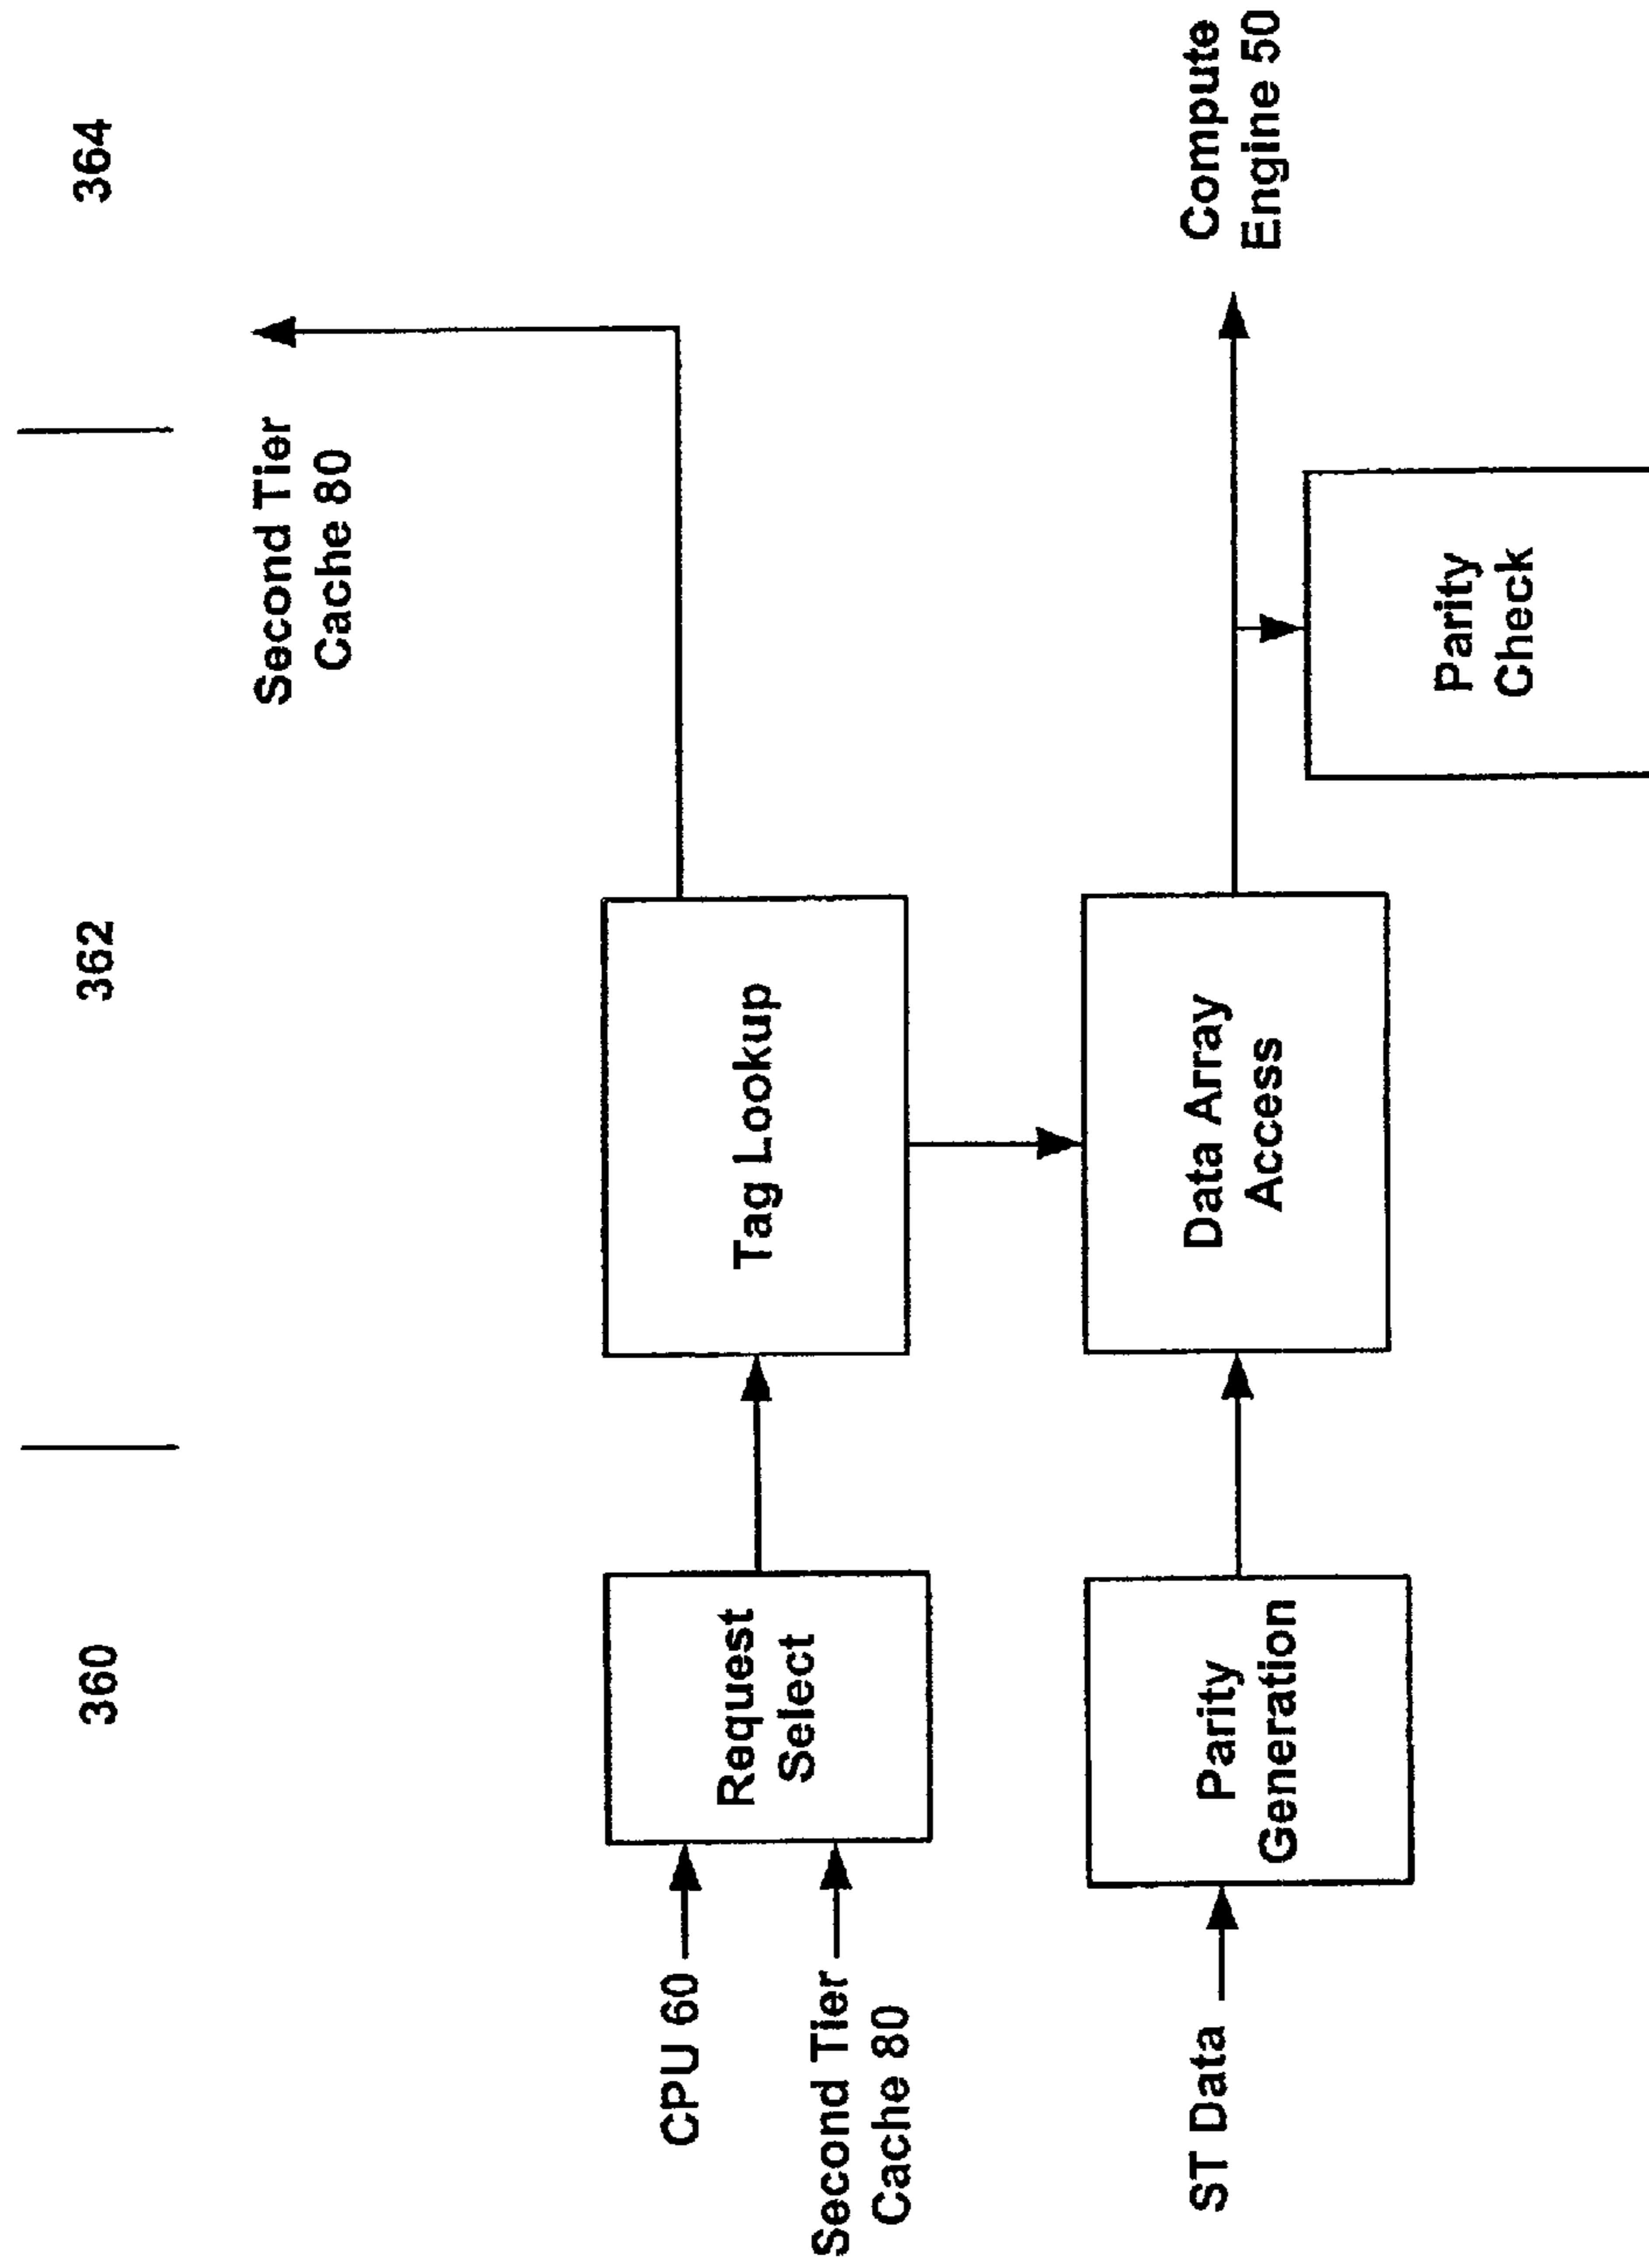 360
362
364
Second Tier
Cache 80
CPU 60
Second Tier
Cache 80
Request
Select
Tag Lookup
ST Data
Parity
Generation
Data Array
Access
Compute
Engine 50
Parity
Check